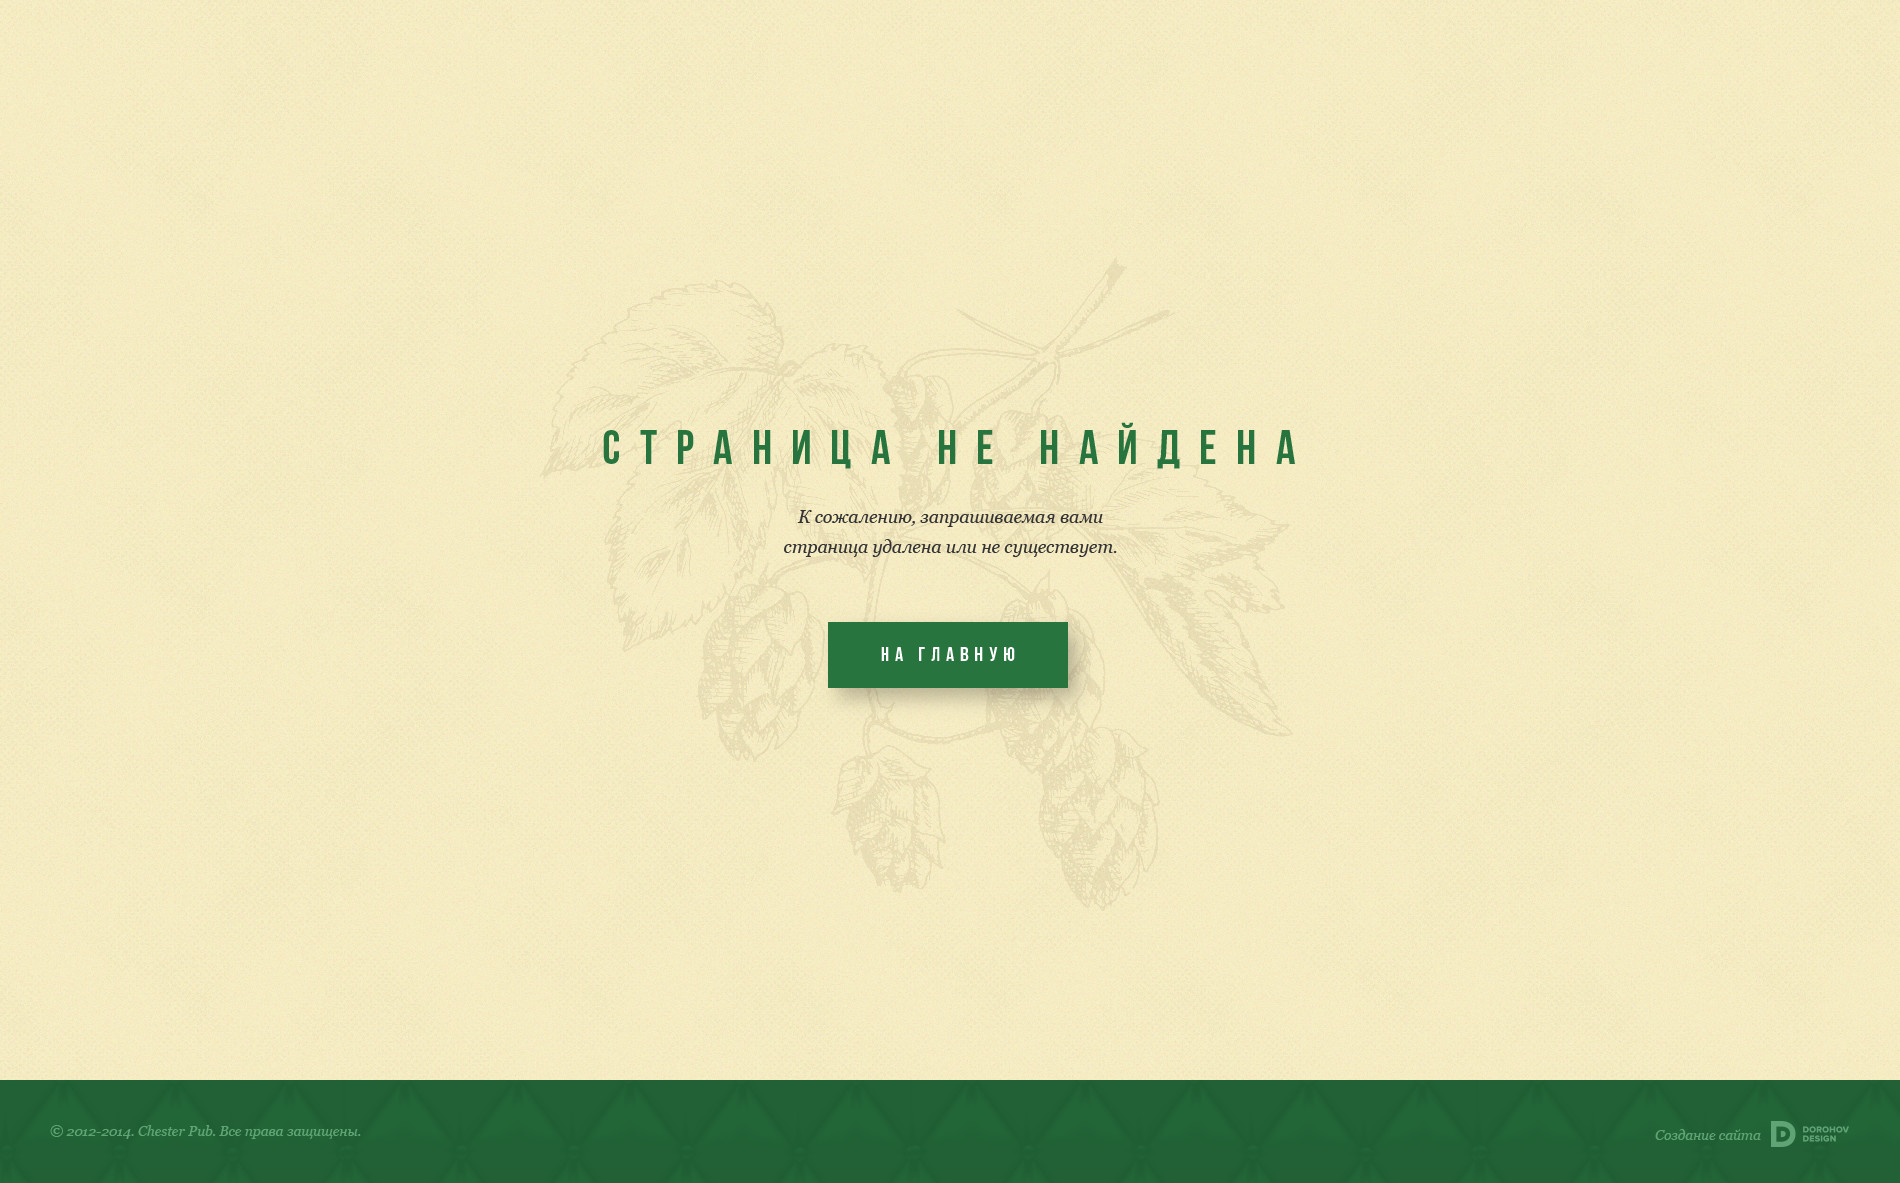 СТРАНИЦА НЕ НАЙДЕНА
К сожалению, запрашиваемая вами
страница удалена или не существует.
НА ГЛАВНУЮ
© 2012-2014. Chester Pub. Все права защищены.
Создание сайта
DOROHOV
DESIGN